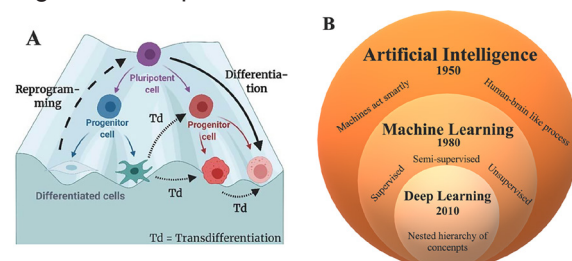 A
Pluripotent
cell
Differentia-
tion
Reprogram-
ming
Td
Progenitor
cell
Progenitor
cell
Td
Td
Differentiated cells
Td = Transdifferentiation
B
Artificial Intelligence
1950
Machines act smartly
Human-brain like process
Machine Learning
1980
Semi-supervised
Supervised
Unsupervised
Deep Learning
2010
Nested hierarchy of
concenpts